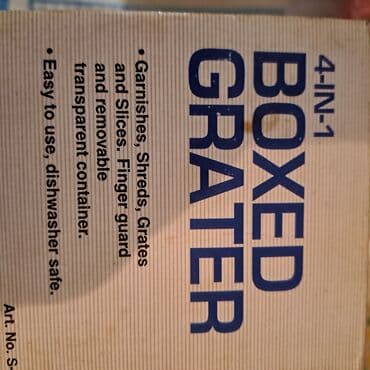 4-IN-1
BOXED
GRATER
• Garnishes, Shreds, Grates
and Slices. Finger guard
and removable
transparent container.
• Easy to use, dishwasher safe.
Art. No. S-